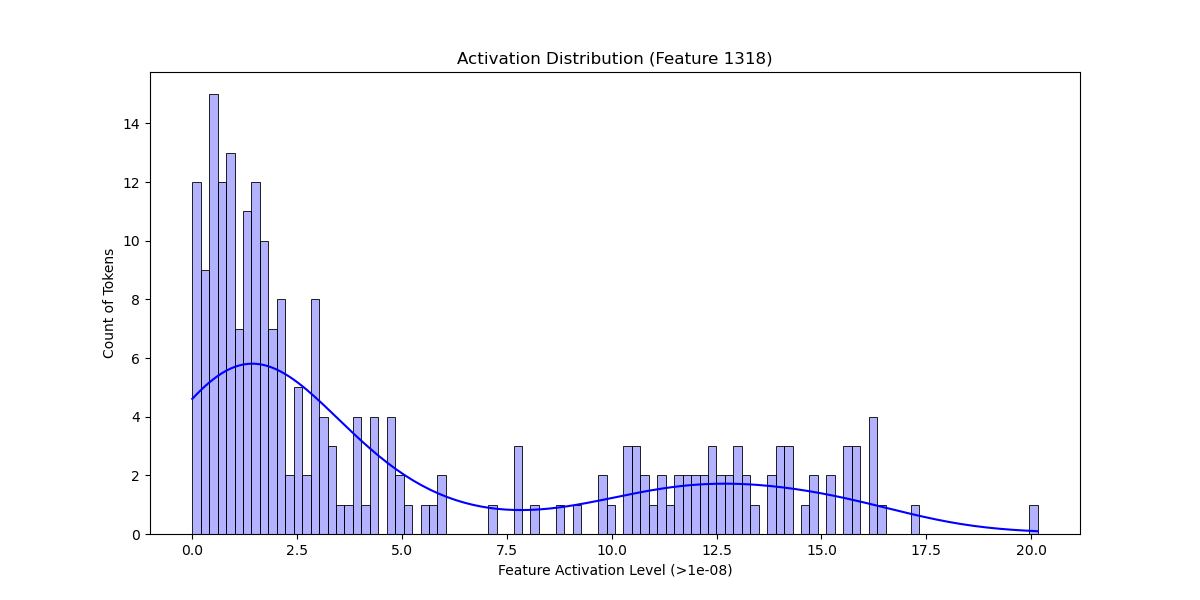 Activation Distribution (Feature 1318)
14
12
10
8
6
4
2
0
Count of Tokens
0.0 2.5 5.0 7.5 10.0 12.5 15.0 17.5 20.0
Feature Activation Level (>1e-08)